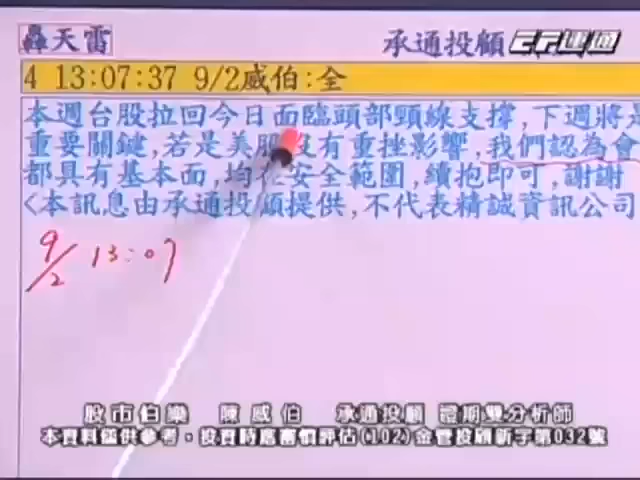 轟天雷 承通投顧
4 13:07:37 9/2威伯:全
本週台股拉回今日面臨頭部頸線支撐,下週將
重要關鍵,若是美股沒有重挫影響,我們認為會
都具有基本面,均在安全範圍,續抱即可,謝謝
<本訊息由承通投顧提供,不代表精誠資訊公司
9/2 13:07
股市伯樂 陳威伯 承通投顧 證期雙分析師
本資料僅供參考,投資時應審慎評估(102)金管投顧新字第032號